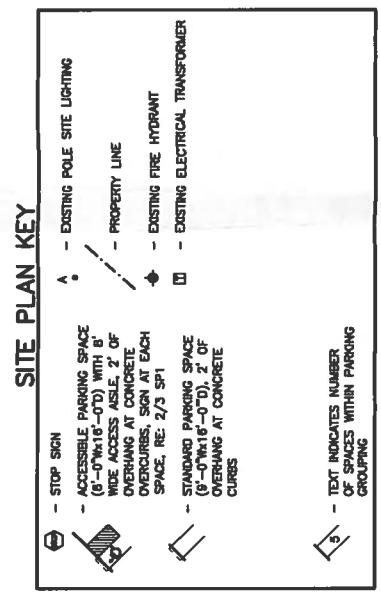 SITE PLAN KEY
STOP
- STOP SIGN
- ACCESSIBLE PARKING SPACE
(8'-0"Wx16'-0"D) WITH 8'
WIDE ACCESS AISLE, 2' OF
OVERHANG AT CONCRETE
OVERCURBS, SIGN AT EACH
SPACE, RE: 2/3 SP1
- STANDARD PARKING SPACE
(9'-0"Wx16'-0"D), 2' OF
OVERHANG AT CONCRETE
CURBS
5
- TEXT INDICATES NUMBER
OF SPACES WITHIN PARKING
GROUPING
A
- EXISTING POLE SITE LIGHTING
- PROPERTY LINE
- EXISTING FIRE HYDRANT
T
- EXISTING ELECTRICAL TRANSFORMER